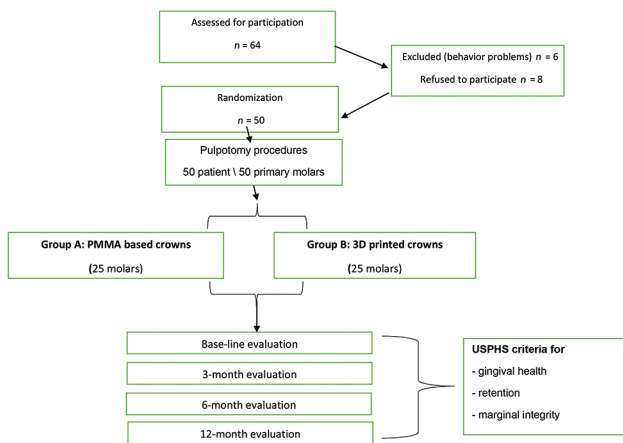 Assessed for participation
n = 64
Excluded (behavior problems) n = 6
Refused to participate n = 8
Randomization
n = 50
Pulpotomy procedures
50 patient \ 50 primary molars
Group A: PMMA based crowns
(25 molars)
Group B: 3D printed crowns
(25 molars)
Base-line evaluation
3-month evaluation
6-month evaluation
12-month evaluation
USPHS criteria for
- gingival health
- retention
- marginal integrity